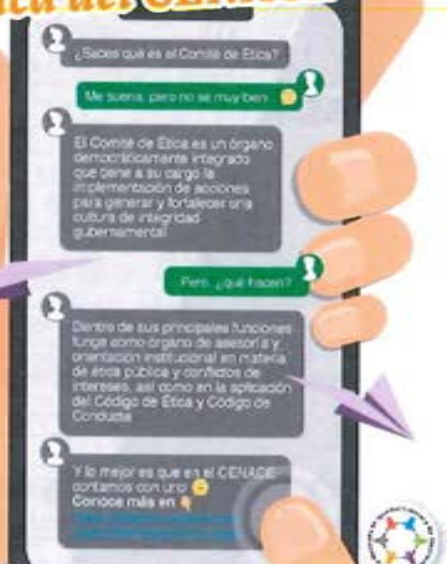 ¿Sabes qué es el Comité de Ética?
Me suena, pero no se muy bien
El Comité de Ética es un órgano
democráticamente integrado
que tiene a su cargo la
implementación de acciones
para generar y fortalecer una
cultura de integridad
gubernamental
Pero, ¿qué hacen?
Dentro de sus principales funciones
funge como órgano de asesoría y
orientación institucional en materia
de ética pública y conflictos de
intereses, así como en la aplicación
del Código de Ética y Código de
Conducta
Y lo mejor es que en el CENACE
contamos con uno
Conoce más en